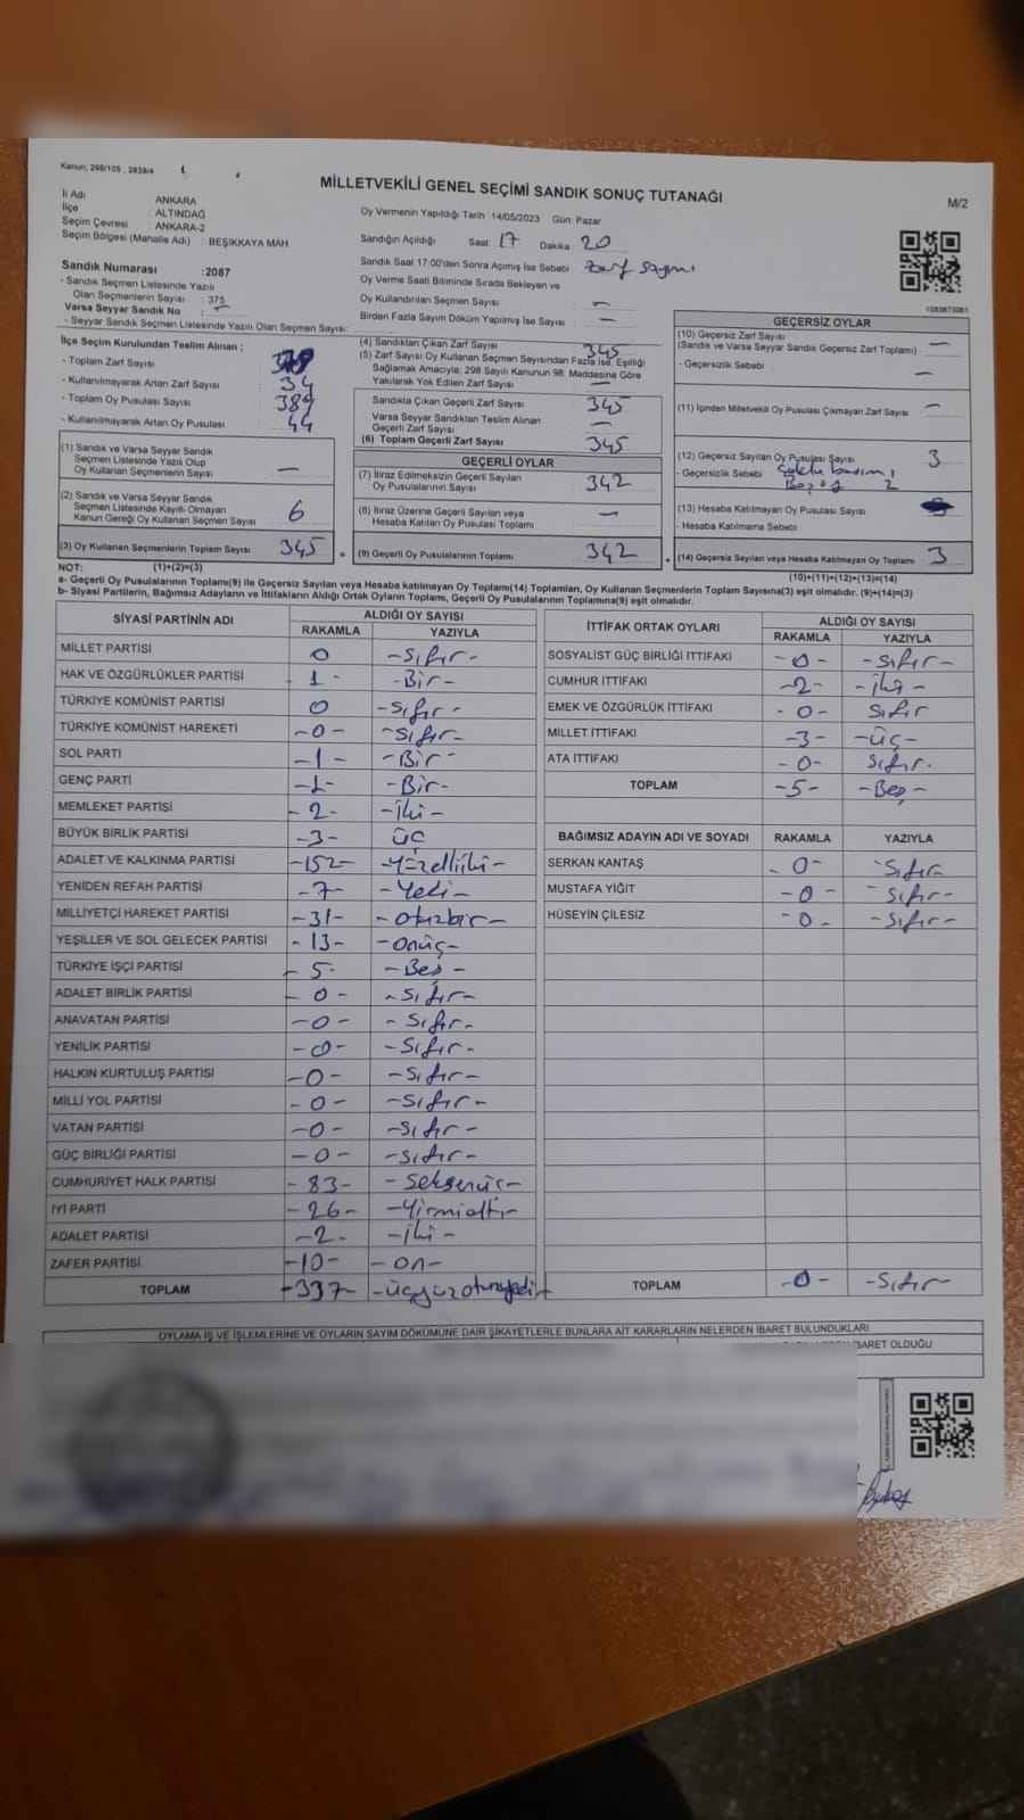 Kanun; 298/105, 2839/4
MİLLETVEKİLİ GENEL SEÇİMİ SANDIK SONUÇ TUTANAĞI
M/2
İli Adı ANKARA
İlçe : ALTINDAĞ
Seçim Çevresi : ANKARA-2
Seçim Bölgesi (Mahalle Adı) : BEŞİKKAYA MAH.
Oy Vermenin Yapıldığı Tarih : 14/05/2023 Gün: Pazar
Sandığın Açıldığı Saat: 17 Dakika: 20
Sandık Saat 17:00'den Sonra Açılmış İse Sebebi Zarf sayımı
Oy Verme Saati Bitiminde Sırada Bekleyen ve
Oy Kullandırılan Seçmen Sayısı —
Birden Fazla Sayım Döküm Yapılmış İse Sayısı —
Sandık Numarası : 2087
- Sandık Seçmen Listesinde Yazılı
Olan Seçmenlerin Sayısı : 375
Varsa Seyyar Sandık No :
- Seyyar Sandık Seçmen Listesinde Yazılı Olan Seçmen Sayısı:
İlçe Seçim Kurulundan Teslim Alınan ;
- Toplam Zarf Sayısı
- Kullanılmayarak Artan Zarf Sayısı : 34
- Toplam Oy Pusulası Sayısı 389
- Kullanılmayarak Artan Oy Pusulası 44
(1) Sandık ve Varsa Seyyar Sandık
Seçmen Listesinde Yazılı Olup
Oy Kullanan Seçmenlerin Sayısı —
(2) Sandık ve Varsa Seyyar Sandık
Seçmen Listesinde Kayıtlı Olmayan
Kanun Gereği Oy Kullanan Seçmen Sayısı 6
(3) Oy Kullanan Seçmenlerin Toplam Sayısı 345
(4) Sandıktan Çıkan Zarf Sayısı 345
(5) Zarf Sayısı Oy Kullanan Seçmen Sayısından Fazla İse, Eşitliği
Sağlamak Amacıyla; 298 Sayılı Kanunun 98. Maddesine Göre
Yakılarak Yok Edilen Zarf Sayısı —
Sandıkta Çıkan Geçerli Zarf Sayısı 345
Varsa Seyyar Sandıktan Teslim Alınan
Geçerli Zarf Sayısı —
(6) Toplam Geçerli Zarf Sayısı 345
GEÇERLİ OYLAR
(7) İtiraz Edilmeksizin Geçerli Sayılan
Oy Pusulalarının Sayısı 342
(8) İtiraz Üzerine Geçerli Sayılan veya
Hesaba Katılan Oy Pusulası Toplamı —
(9) Geçerli Oy Pusulalarının Toplamı 342
GEÇERSİZ OYLAR
(10) Geçersiz Zarf Sayısı
(Sandık ve Varsa Seyyar Sandık Geçersiz Zarf Toplamı) —
- Geçersizlik Sebebi —
(11) İçinden Milletvekili Oy Pusulası Çıkmayan Zarf Sayısı —
(12) Geçersiz Sayılan Oy Pusulası Sayısı 3
- Geçersizlik Sebebi
2
(13) Hesaba Katılmayan Oy Pusulası Sayısı
- Hesaba Katılmama Sebebi
(14) Geçersiz Sayılan veya Hesaba Katılmayan Oy Toplamı 3
NOT: (1)+(2)=(3)
(10)+(11)+(12)+(13)=(14)
a- Geçerli Oy Pusulalarının Toplamı(9) ile Geçersiz Sayılan veya Hesaba katılmayan Oy Toplamı(14) Toplamları, Oy Kullanan Seçmenlerin Toplam Sayısına(3) eşit olmalıdır. (9)+(14)=(3)
b- Siyasi Partilerin, Bağımsız Adayların ve İttifakların Aldığı Ortak Oyların Toplamı, Geçerli Oy Pusulalarının Toplamına(9) eşit olmalıdır.
SİYASİ PARTİNİN ADI ALDIĞI OY SAYISI
RAKAMLA YAZIYLA
MİLLET PARTİSİ 0 -Sıfır-
HAK VE ÖZGÜRLÜKLER PARTİSİ 1- -Bir-
TÜRKİYE KOMÜNİST PARTİSİ 0 -Sıfır-
TÜRKİYE KOMÜNİST HAREKETİ -0- -Sıfır-
SOL PARTİ -1- -Bir-
GENÇ PARTİ -1- -Bir-
MEMLEKET PARTİSİ - 2- -İki-
BÜYÜK BİRLİK PARTİSİ -3- üç
ADALET VE KALKINMA PARTİSİ -152- -Yüzelliiki-
YENİDEN REFAH PARTİSİ -7- -Yedi-
MİLLİYETÇİ HAREKET PARTİSİ -31- -Otuzbir-
YEŞİLLER VE SOL GELECEK PARTİSİ -13- -Onüç-
TÜRKİYE İŞÇİ PARTİSİ - 5- -Beş-
ADALET BİRLİK PARTİSİ - 0- -Sıfır-
ANAVATAN PARTİSİ -0- -Sıfır-
YENİLİK PARTİSİ -0- -Sıfır-
HALKIN KURTULUŞ PARTİSİ -0- -Sıfır-
MİLLİ YOL PARTİSİ -0- -Sıfır-
VATAN PARTİSİ -0- -Sıfır-
GÜÇ BİRLİĞİ PARTİSİ -0- -Sıfır-
CUMHURİYET HALK PARTİSİ -83- -Seksenüç-
İYİ PARTİ -26- -Yirmialtı-
ADALET PARTİSİ -2- -İki-
ZAFER PARTİSİ -10- -On-
TOPLAM -337- -üçyüzotuzyedi-
İTTİFAK ORTAK OYLARI ALDIĞI OY SAYISI
RAKAMLA YAZIYLA
SOSYALİST GÜÇ BİRLİĞİ İTTİFAKI -0- -Sıfır-
CUMHUR İTTİFAKI -2- -İki-
EMEK VE ÖZGÜRLÜK İTTİFAKI -0- Sıfır
MİLLET İTTİFAKI -3- -Üç-
ATA İTTİFAKI -0- Sıfır.
TOPLAM -5- -Beş-
BAĞIMSIZ ADAYIN ADI VE SOYADI RAKAMLA YAZIYLA
SERKAN KANTAŞ -0- -Sıfır
MUSTAFA YİĞİT -0- -Sıfır-
HÜSEYİN ÇİLESİZ -0- -Sıfır-
TOPLAM -0- -Sıfır-
OYLAMA İŞ VE İŞLEMLERİNE VE OYLARIN SAYIM DÖKÜMÜNE DAİR ŞİKAYETLERLE BUNLARA AİT KARARLARIN NELERDEN İBARET BULUNDUKLARI
İBARET OLDUĞU